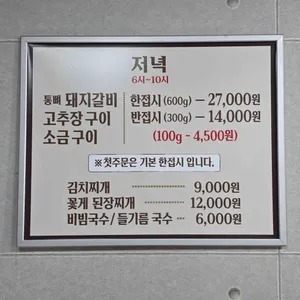 저녁
6시~10시
통뼈 돼지갈비 한접시 (600g) – 27,000원
고추장 구이 반접시 (300g) – 14,000원
소금 구이 (100g - 4,500원)
※첫주문은 기본 한접시 입니다.
김치찌개 ········ 9,000원
꽃게 된장찌개 ········ 12,000원
비빔국수 / 들기름 국수 ··· 6,000원